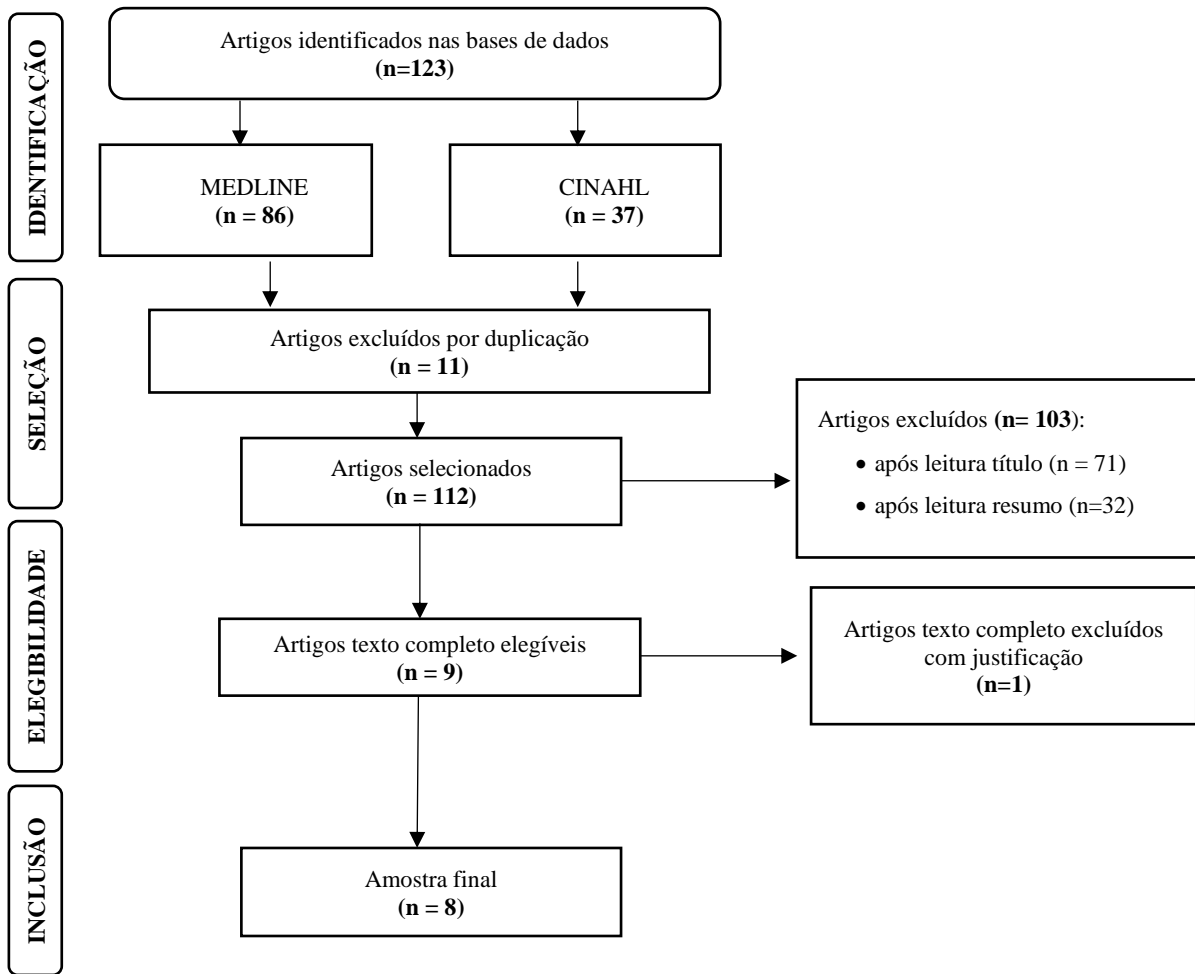 IDENTIFICAÇÃO
Artigos identificados nas bases de dados
(n=123)
MEDLINE
(n = 86)
CINAHL
(n = 37)
SELEÇÃO
Artigos excluídos por duplicação
(n = 11)
Artigos selecionados
(n = 112)
Artigos excluídos (n= 103):
• após leitura título (n = 71)
• após leitura resumo (n=32)
ELEGIBILIDADE
Artigos texto completo elegíveis
(n = 9)
Artigos texto completo excluídos
com justificação
(n=1)
INCLUSÃO
Amostra final
(n = 8)